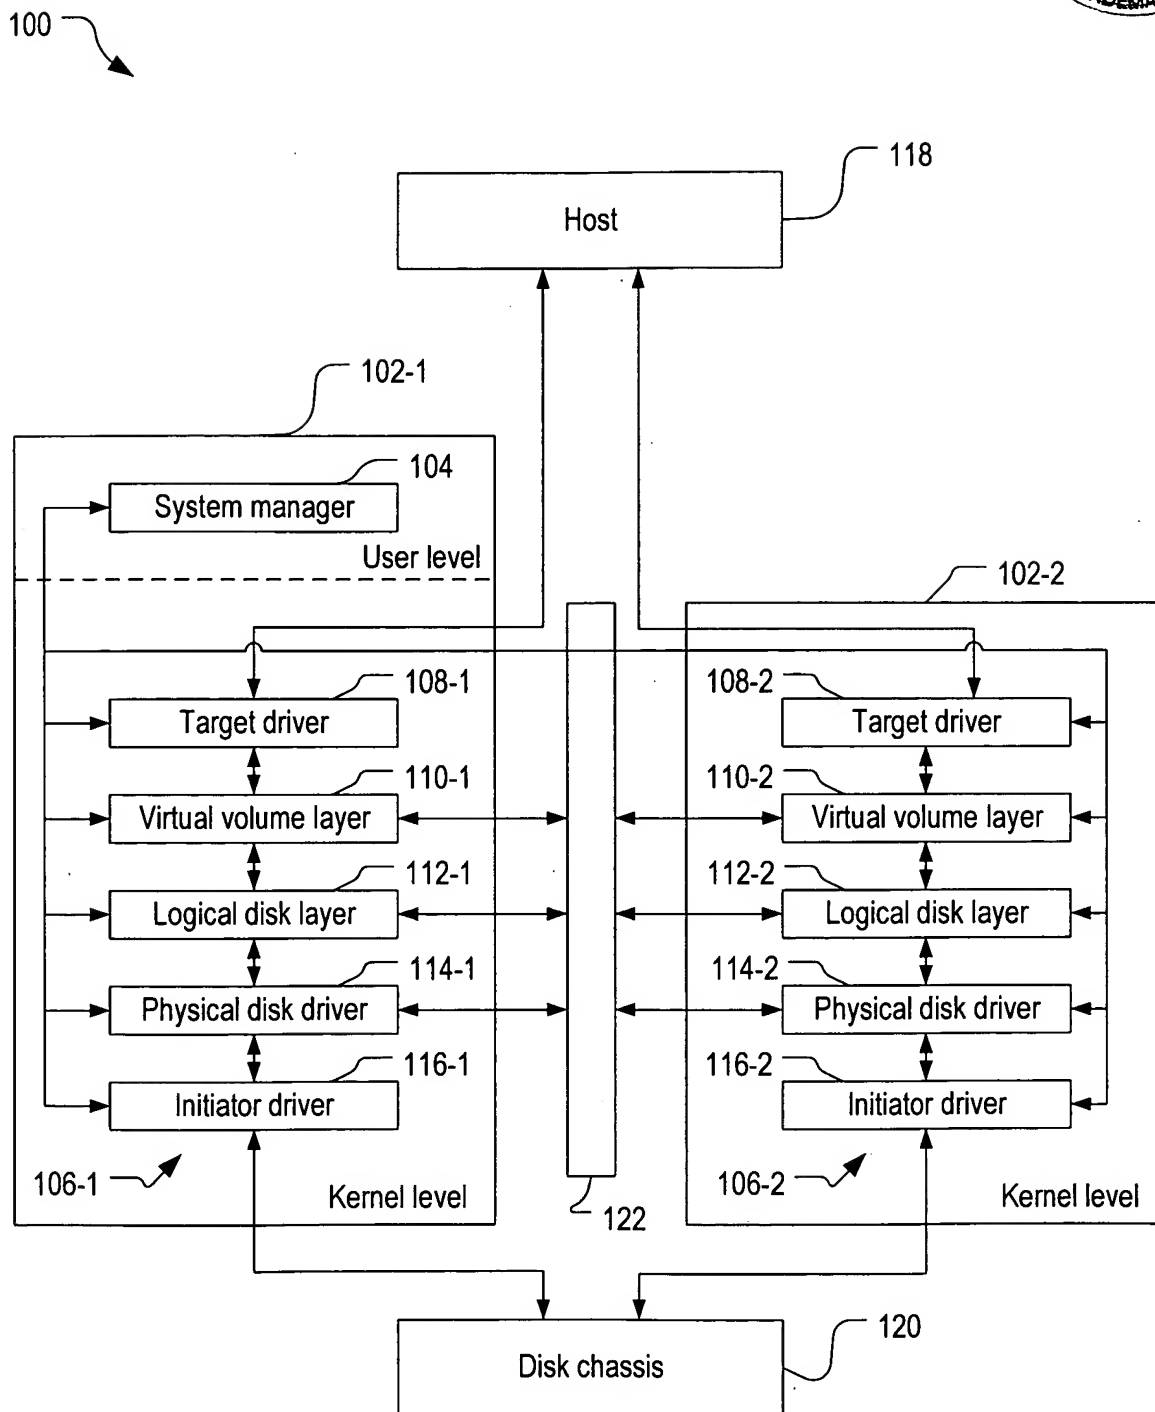 100
118
Host
102-1
104
System manager
User level
102-2
108-1
Target driver
108-2
Target driver
110-1
Virtual volume layer
110-2
Virtual volume layer
112-1
Logical disk layer
112-2
Logical disk layer
114-1
Physical disk driver
114-2
Physical disk driver
116-1
Initiator driver
116-2
Initiator driver
106-1
Kernel level
122
106-2
Kernel level
120
Disk chassis